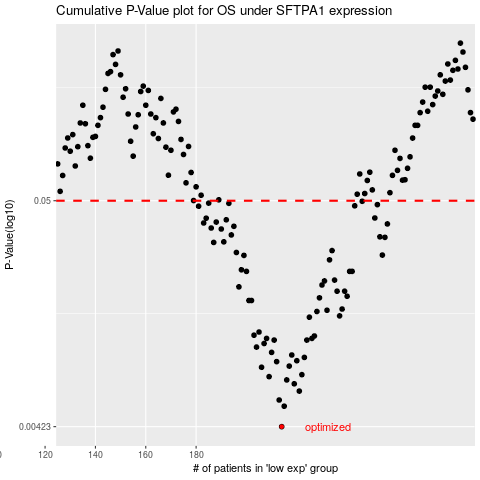 Cumulative P-Value plot for OS under SFTPA1 expression
P-Value(log10)
0.05
0.00423
optimized
0 120 140 160 180
# of patients in 'low exp' group